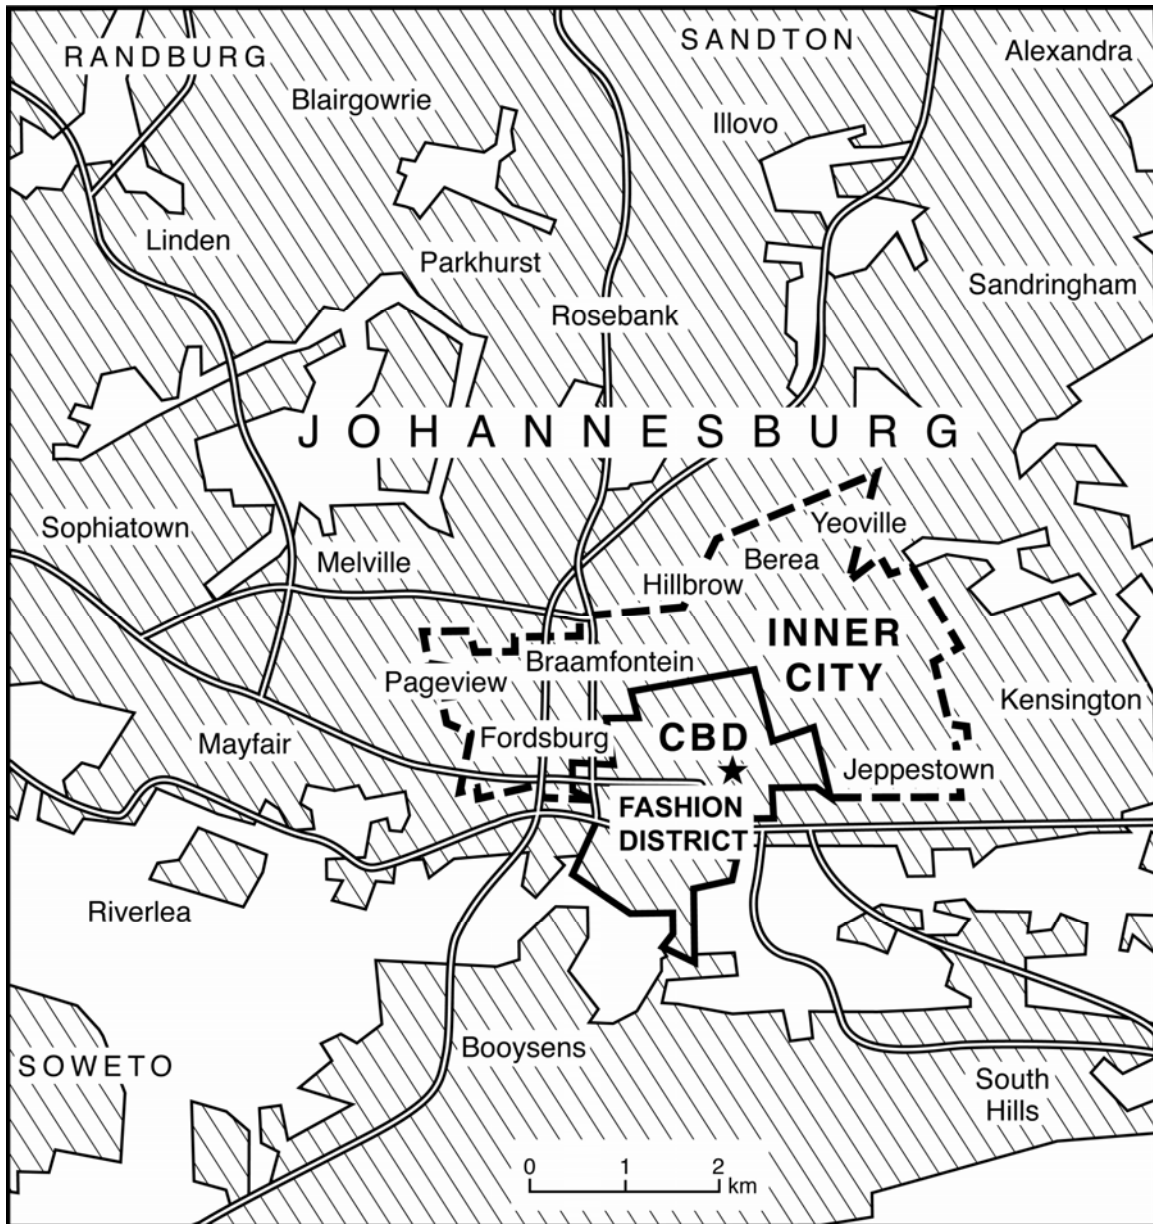 RANDBURG
SANDTON
Alexandra
Blairgowrie
Illovo
Linden
Parkhurst
Sandringham
Rosebank
JOHANNESBURG
Sophiatown
Yeoville
Melville
Berea
Hillbrow
INNER
CITY
Braamfontein
Pageview
Kensington
Fordsburg
CBD
Mayfair
Jeppestown
FASHION
DISTRICT
Riverlea
Booysens
SOWETO
South
Hills
0 1 2
km